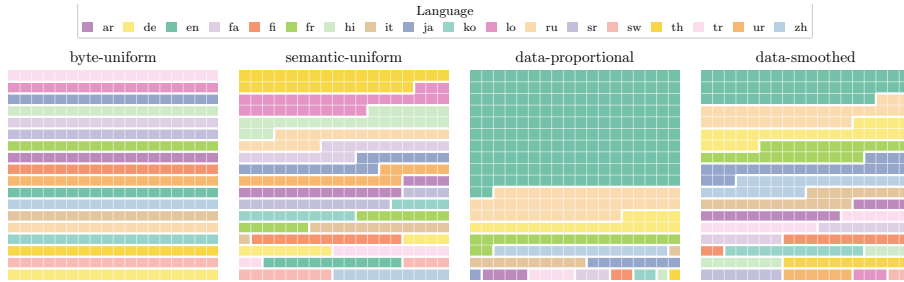 Language
ar de en fa fi fr hi it ja ko lo ru sr sw th tr ur zh
byte-uniform semantic-uniform data-proportional data-smoothed